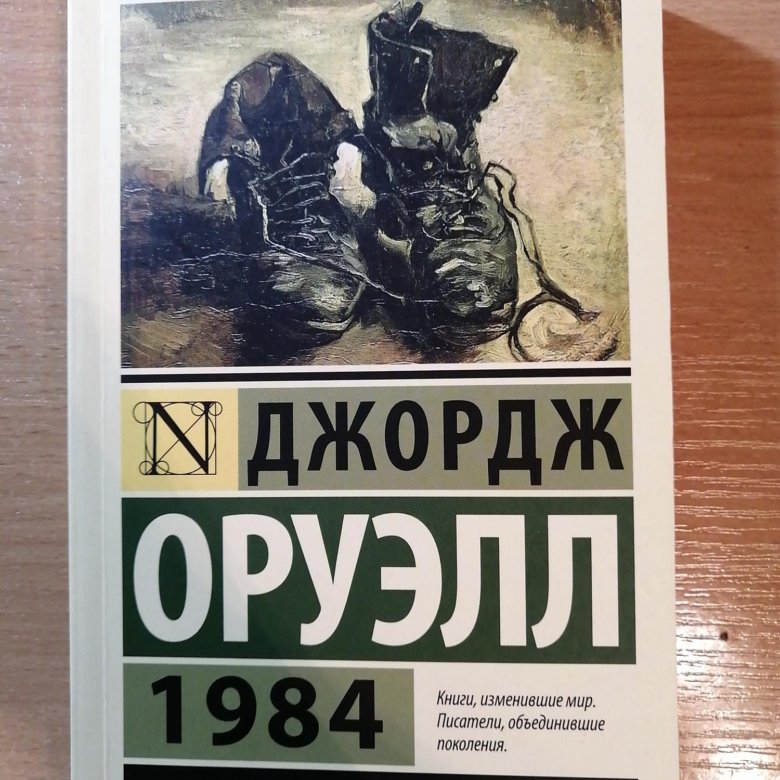 N
ДЖОРДЖ
ОРУЭЛЛ
1984
Книги, изменившие мир.
Писатели, объединившие
поколения.